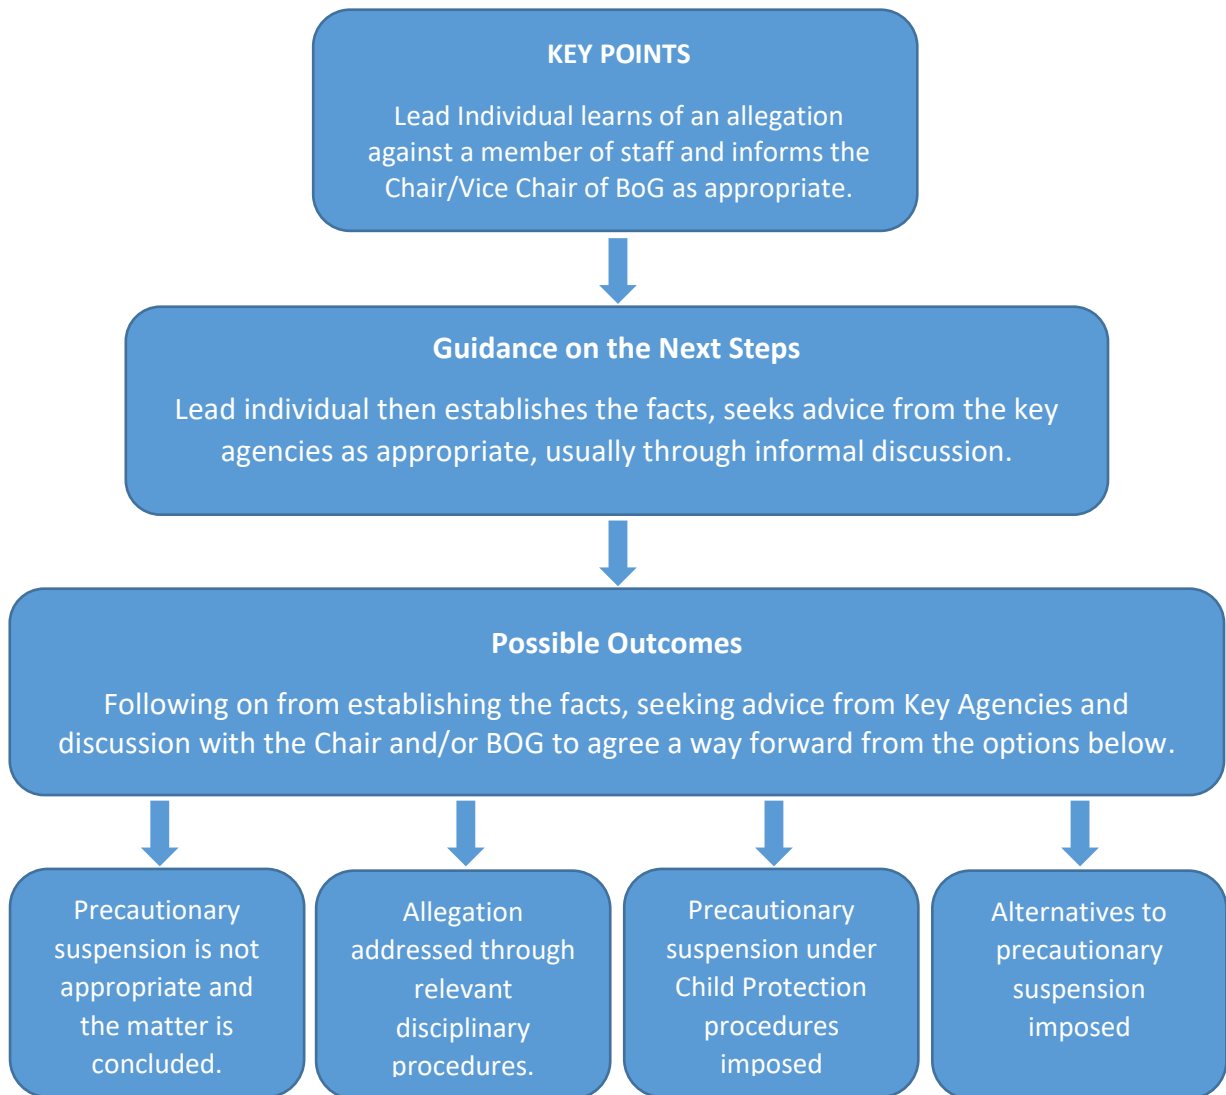 KEY POINTS
Lead Individual learns of an allegation
against a member of staff and informs the
Chair/Vice Chair of BoG as appropriate.
Guidance on the Next Steps
Lead individual then establishes the facts, seeks advice from the key
agencies as appropriate, usually through informal discussion.
Possible Outcomes
Following on from establishing the facts, seeking advice from Key Agencies and
discussion with the Chair and/or BOG to agree a way forward from the options below.
Precautionary
suspension is not
appropriate and
the matter is
concluded.
Allegation
addressed through
relevant
disciplinary
procedures.
Precautionary
suspension under
Child Protection
procedures
imposed
Alternatives to
precautionary
suspension
imposed